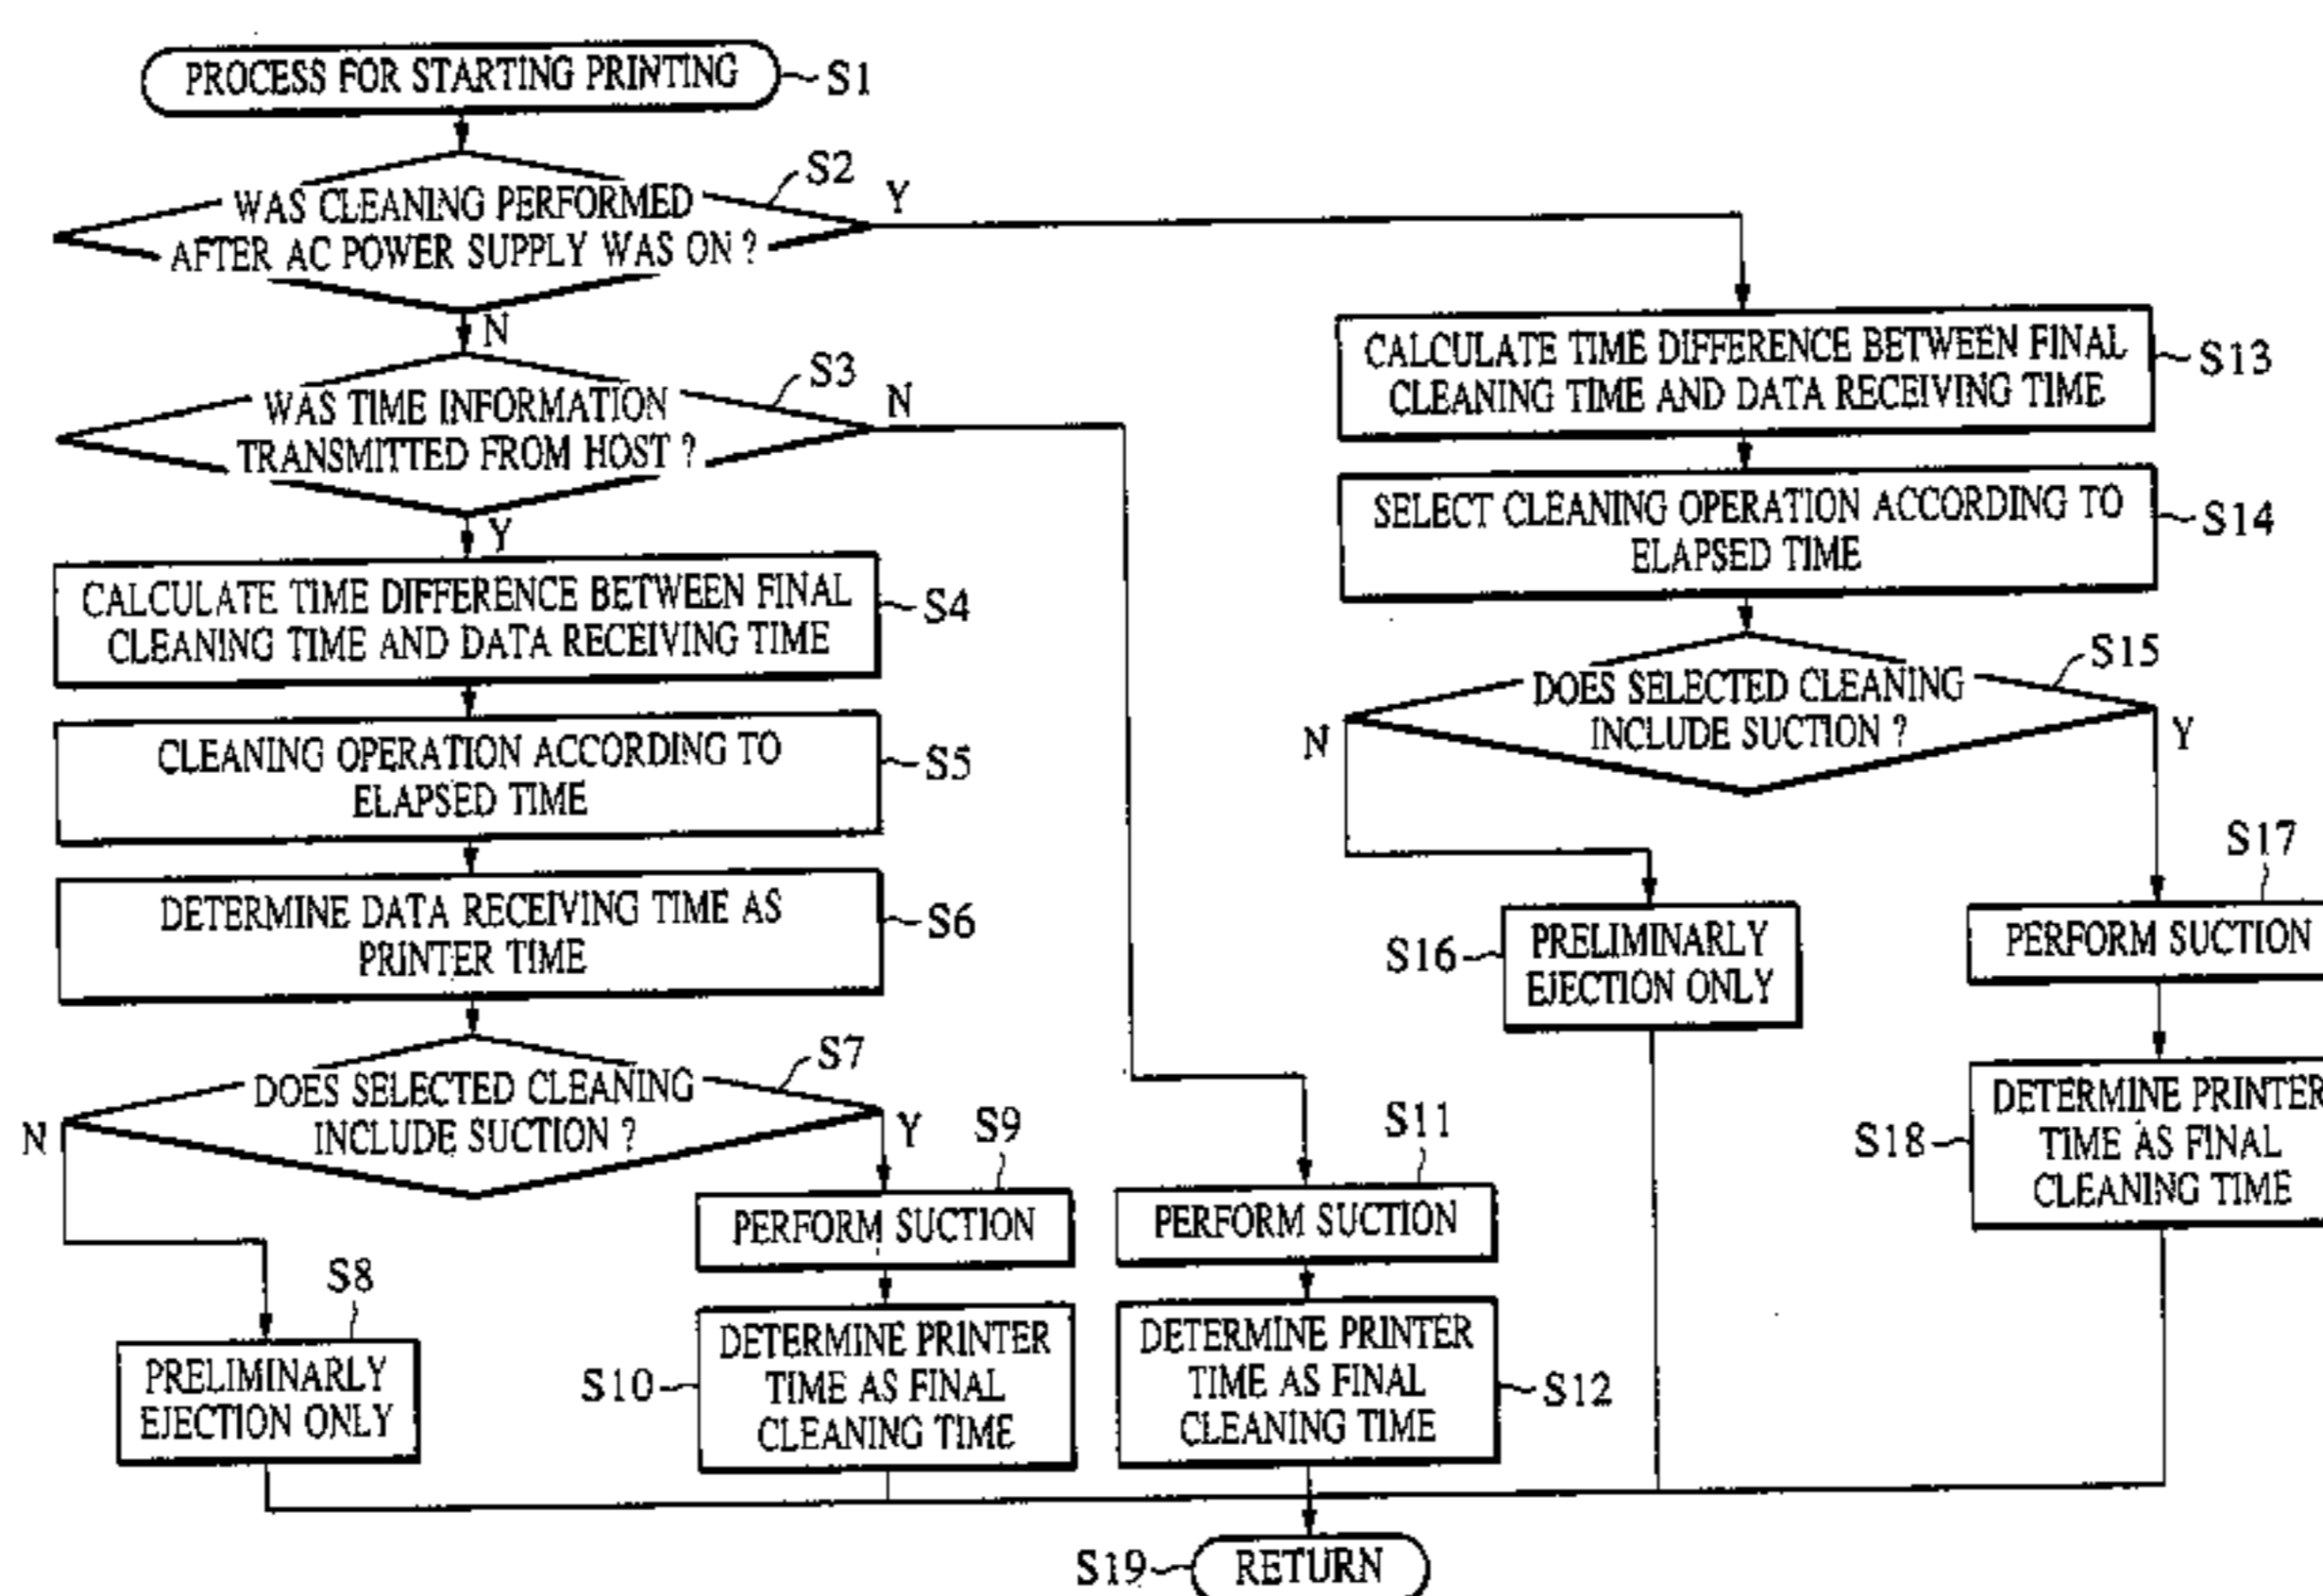 PROCESS FOR STARTING PRINTING
S1
WAS CLEANING PERFORMED
AFTER AC POWER SUPPLY WAS ON ?
S2
Y
N
WAS TIME INFORMATION
TRANSMITTED FROM HOST ?
S3
N
Y
CALCULATE TIME DIFFERENCE BETWEEN FINAL
CLEANING TIME AND DATA RECEIVING TIME
S4
CLEANING OPERATION ACCORDING TO
ELAPSED TIME
S5
DETERMINE DATA RECEIVING TIME AS
PRINTER TIME
S6
DOES SELECTED CLEANING
INCLUDE SUCTION ?
S7
N
Y
S8
PRELIMINARLY
EJECTION ONLY
S9
PERFORM SUCTION
S10
DETERMINE PRINTER
TIME AS FINAL
CLEANING TIME
S11
PERFORM SUCTION
DETERMINE PRINTER
TIME AS FINAL
CLEANING TIME
S12
CALCULATE TIME DIFFERENCE BETWEEN FINAL
CLEANING TIME AND DATA RECEIVING TIME
S13
SELECT CLEANING OPERATION ACCORDING TO
ELAPSED TIME
S14
DOES SELECTED CLEANING
INCLUDE SUCTION ?
S15
N
Y
S16
PRELIMINARLY
EJECTION ONLY
S17
PERFORM SUCTION
S18
DETERMINE PRINTER
TIME AS FINAL
CLEANING TIME
S19
RETURN